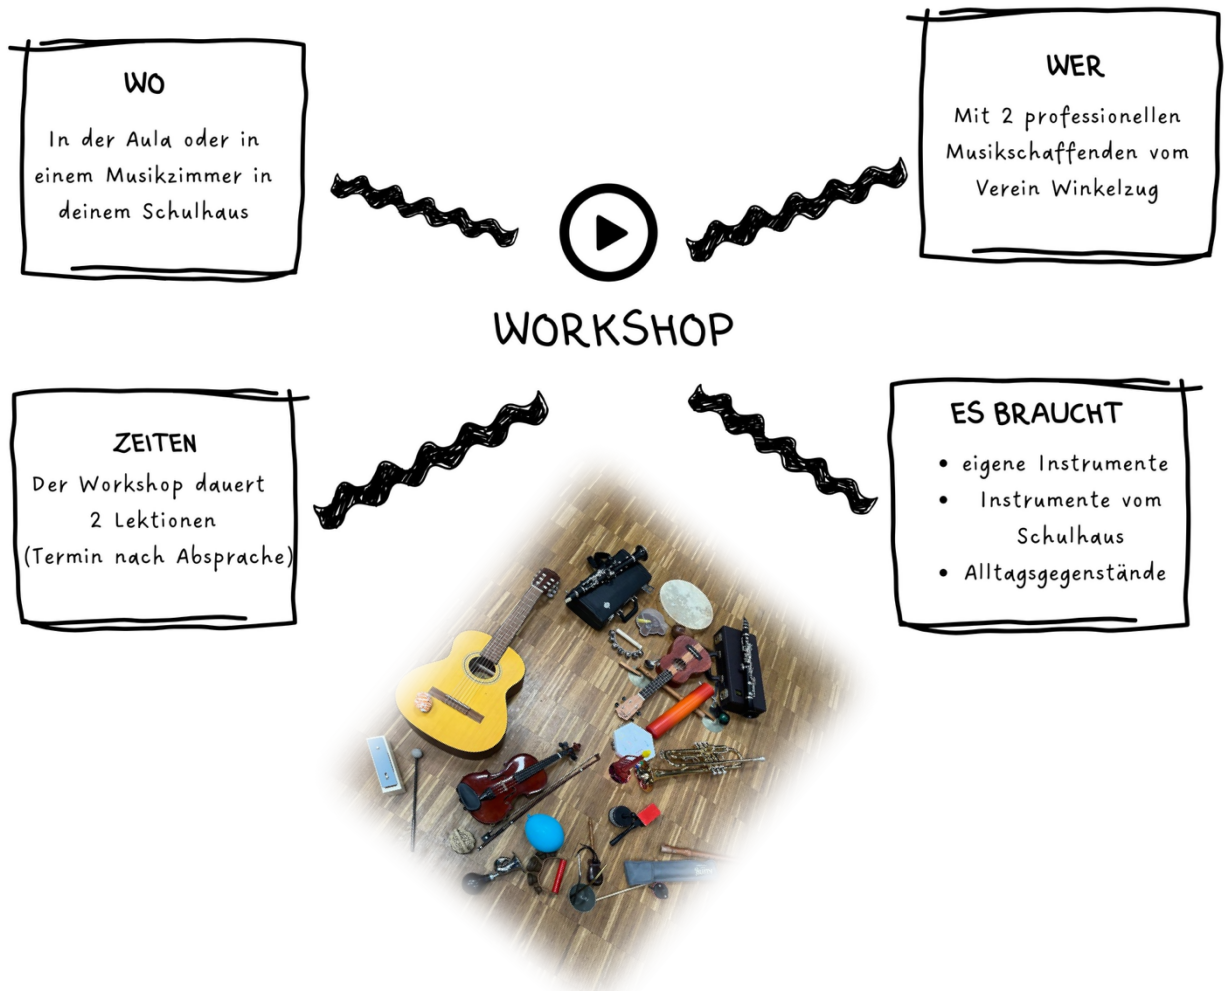 WO
In der Aula oder in
einem Musikzimmer in
deinem Schulhaus
WER
Mit 2 professionellen
Musikschaffenden vom
Verein Winkelzug
WORKSHOP
ZEITEN
Der Workshop dauert
2 Lektionen
(Termin nach Absprache)
ES BRAUCHT
• eigene Instrumente
• Instrumente vom
Schulhaus
• Alltagsgegenstände